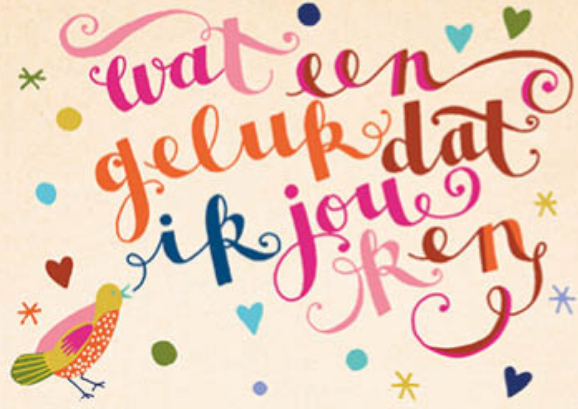 wat een
geluk dat
ik jou
ken